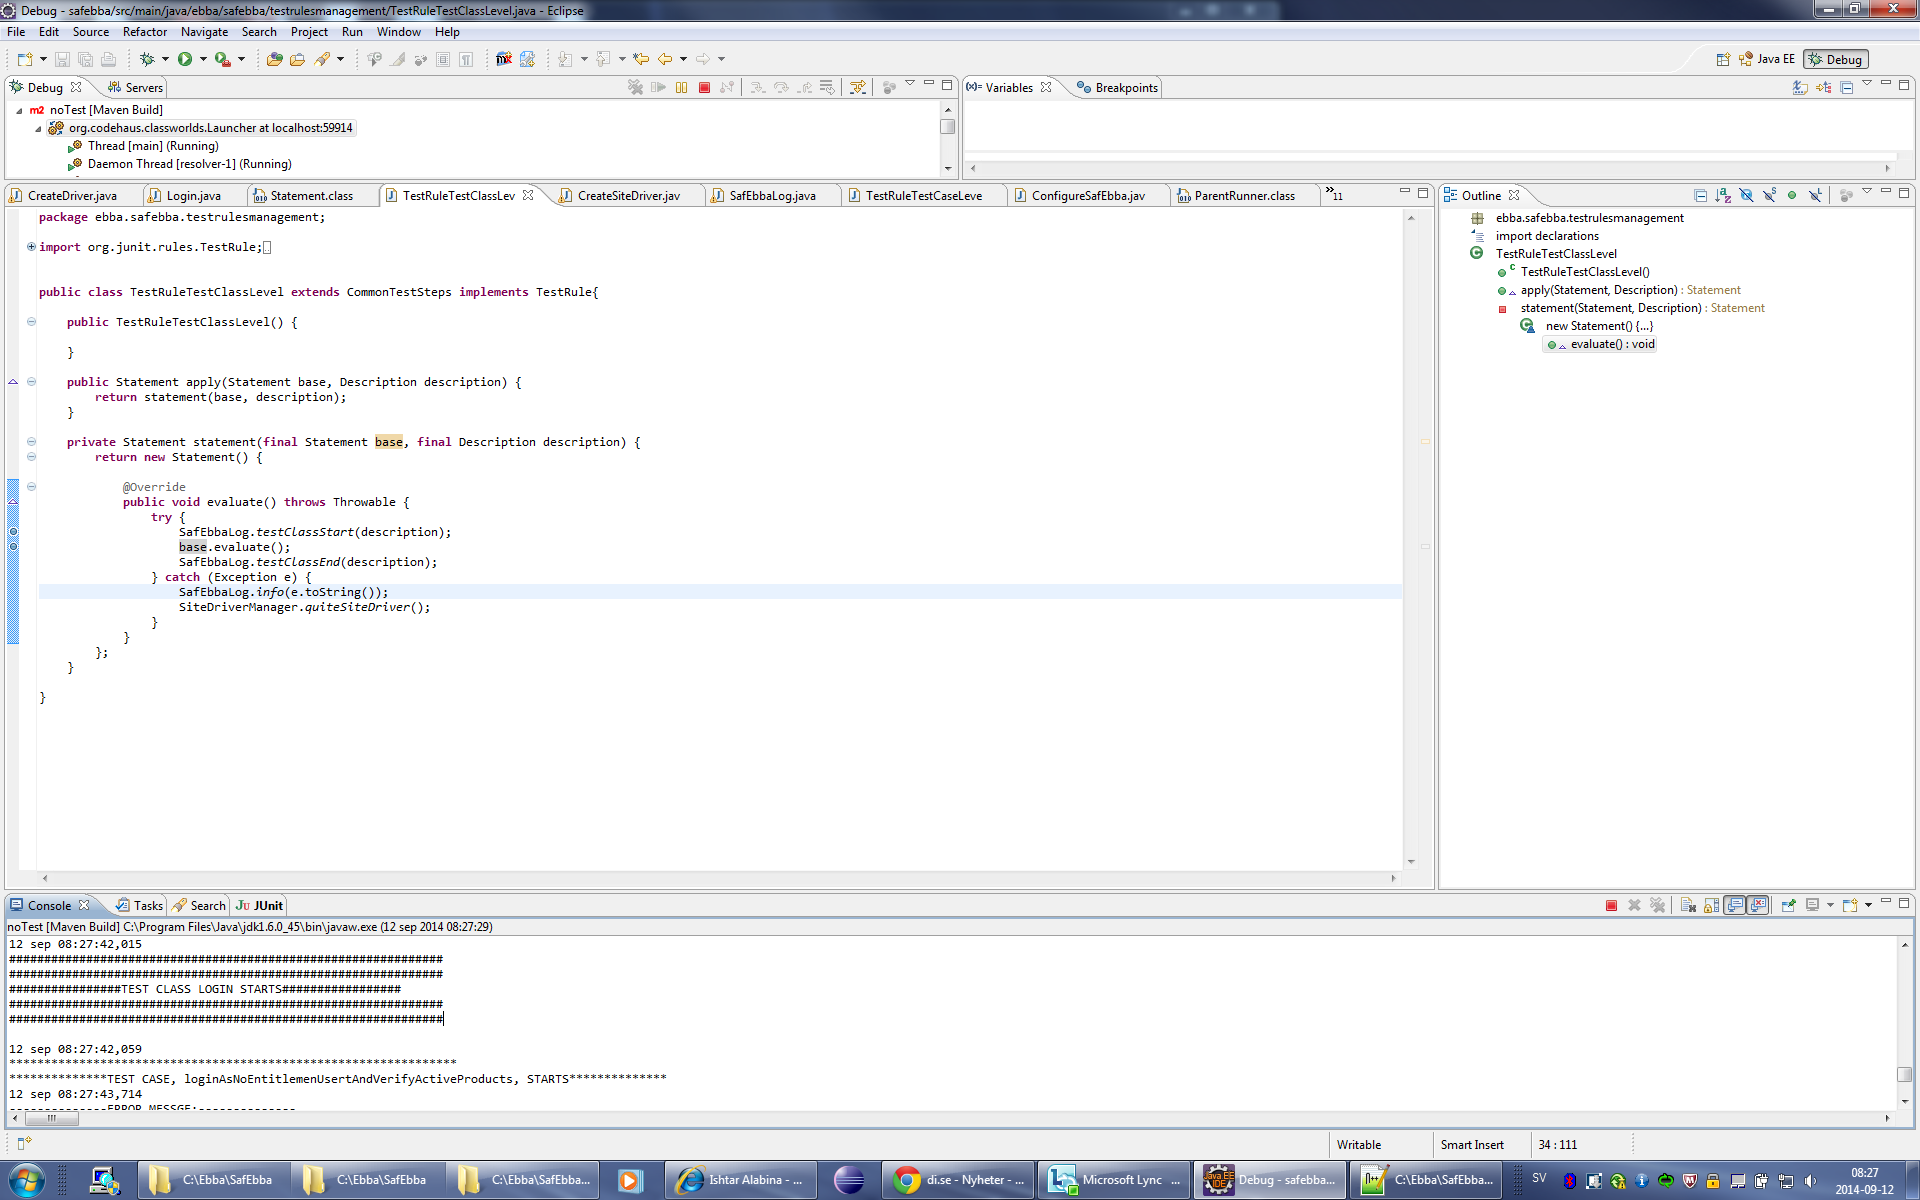 Debug - safebba/src/main/java/ebba/safebba/testrulesmanagement/TestRuleTestClassLevel.java - Eclipse
File Edit Source Refactor Navigate Search Project Run Window Help
Java EE Debug
Debug Servers
noTest [Maven Build]
org.codehaus.classworlds.Launcher at localhost:59914
Thread [main] (Running)
Daemon Thread [resolver-1] (Running)
(x)= Variables Breakpoints
CreateDriver.java Login.java Statement.class TestRuleTestClassLev CreateSiteDriver.jav SafEbbaLog.java TestRuleTestCaseLeve ConfigureSafEbba.jav ParentRunner.class »11
package ebba.safebba.testrulesmanagement;
import org.junit.rules.TestRule;
public class TestRuleTestClassLevel extends CommonTestSteps implements TestRule{
public TestRuleTestClassLevel() {
}
public Statement apply(Statement base, Description description) {
return statement(base, description);
}
private Statement statement(final Statement base, final Description description) {
return new Statement() {
@Override
public void evaluate() throws Throwable {
try {
SafEbbaLog.testClassStart(description);
base.evaluate();
SafEbbaLog.testClassEnd(description);
} catch (Exception e) {
SafEbbaLog.info(e.toString());
SiteDriverManager.quiteSiteDriver();
}
}
};
}
}
Outline
ebba.safebba.testrulesmanagement
import declarations
TestRuleTestClassLevel
TestRuleTestClassLevel()
apply(Statement, Description) : Statement
statement(Statement, Description) : Statement
new Statement() {...}
evaluate() : void
Console Tasks Search JUnit
noTest [Maven Build] C:\Program Files\Java\jdk1.6.0_45\bin\javaw.exe (12 sep 2014 08:27:29)
12 sep 08:27:42,015
##############################################################
##############################################################
################TEST CLASS LOGIN STARTS#################
##############################################################
##############################################################
12 sep 08:27:42,059
****************************************************************
**************TEST CASE, loginAsNoEntitlemenUsertAndVerifyActiveProducts, STARTS**************
12 sep 08:27:43,714
--------------ERROR MESSGE:--------------
Writable Smart Insert 34 : 111
C:\Ebba\SafEbba C:\Ebba\SafEbba C:\Ebba\SafEbba... Ishtar Alabina - ... di.se - Nyheter - ... Microsoft Lync ... Debug - safebba... C:\Ebba\SafEbba... SV
08:27
2014-09-12